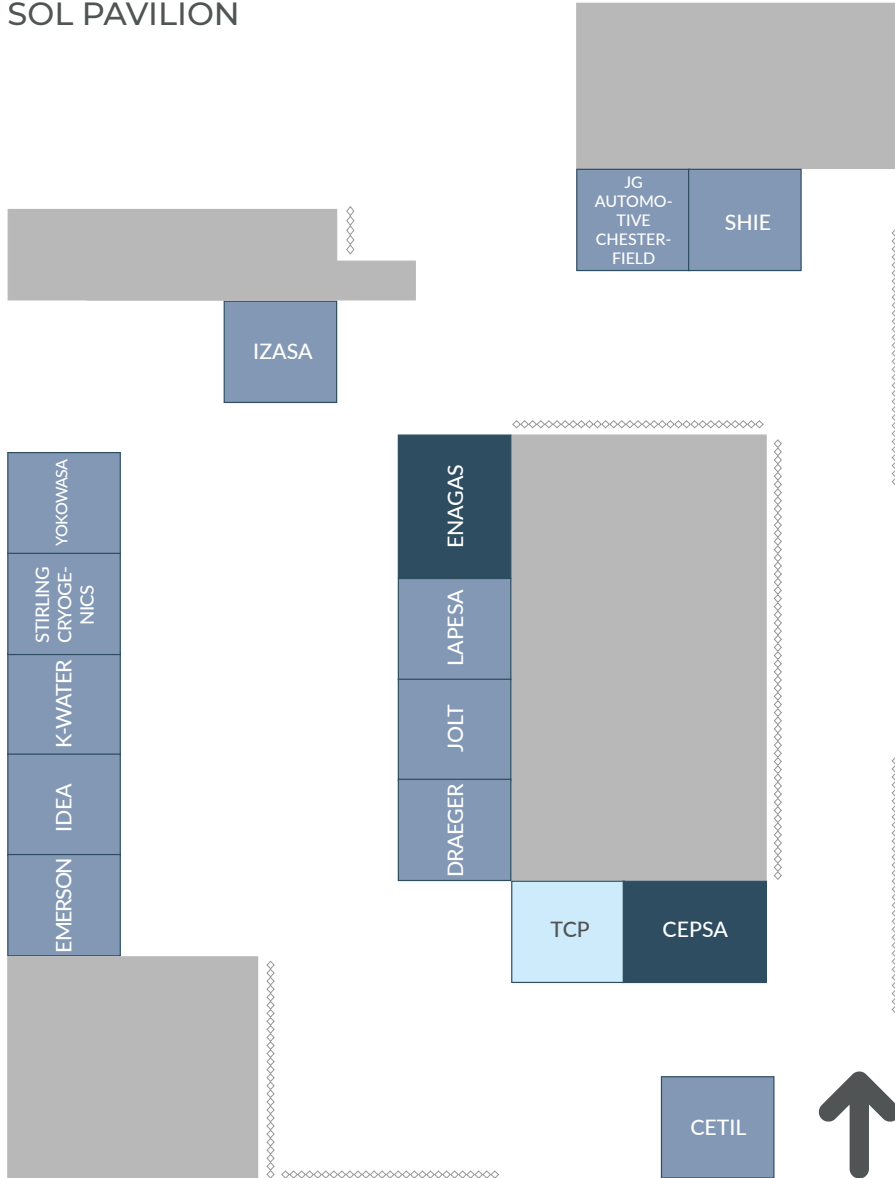 SOL PAVILION
JG
AUTOMO-
TIVE
CHESTER-
FIELD
SHIE
IZASA
YOKOWASA
STIRLING
CRYOGE-
NICS
K-WATER
IDEA
EMERSON
ENAGAS
LAPESA
JOLT
DRAEGER
TCP
CEPSA
CETIL